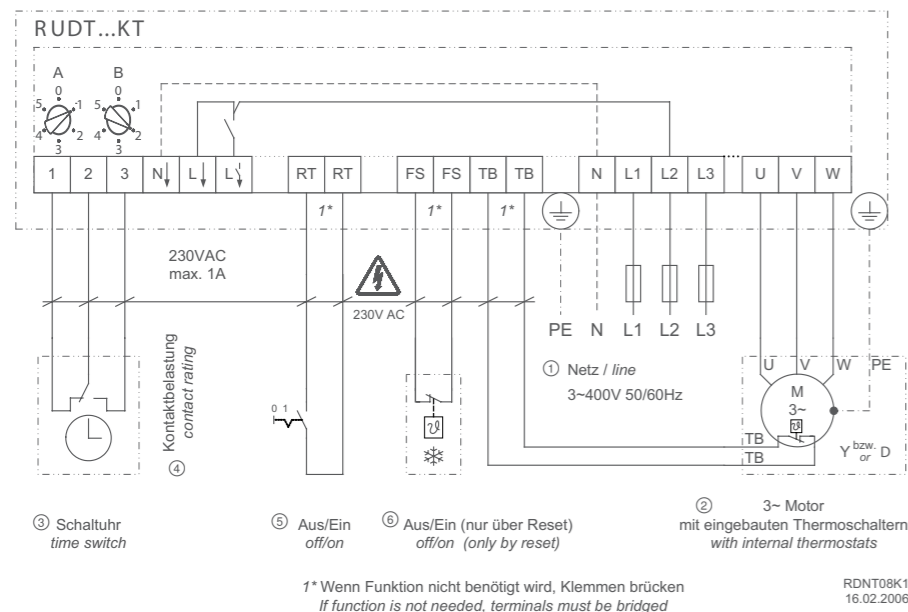 RUDT...KT
A B
0 0
5 1 5 1
4 2 4 2
3 3
1 2 3 N L L RT RT FS FS TB TB N L1 L2 L3 U V W
1* 1* 1*
230VAC
max. 1A
230V AC
PE N L1 L2 L3
① Netz / line
3~400V 50/60Hz
Kontaktbelastung
contact rating
④
0 1
ϑ
U V W PE
M
3~
ϑ
TB
TB
Y bzw. or D
③ Schaltuhr
time switch
⑤ Aus/Ein
off/on
⑥ Aus/Ein (nur über Reset)
off/on (only by reset)
② 3~ Motor
mit eingebauten Thermoschaltern
with internal thermostats
1* Wenn Funktion nicht benötigt wird, Klemmen brücken
If function is not needed, terminals must be bridged
RDNT08K1
16.02.2006